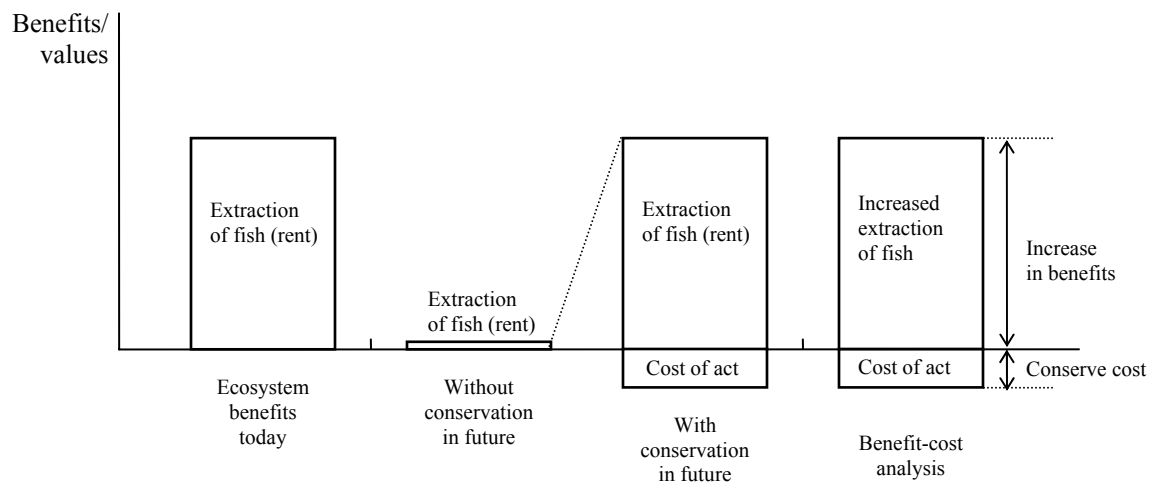 Benefits/
values
Extraction
of fish (rent)
Extraction
of fish (rent)
Extraction
of fish (rent)
Increased
extraction
of fish
Increase
in benefits
Cost of act
Cost of act
Conserve cost
Ecosystem
benefits
today
Without
conservation
in future
With
conservation
in future
Benefit-cost
analysis